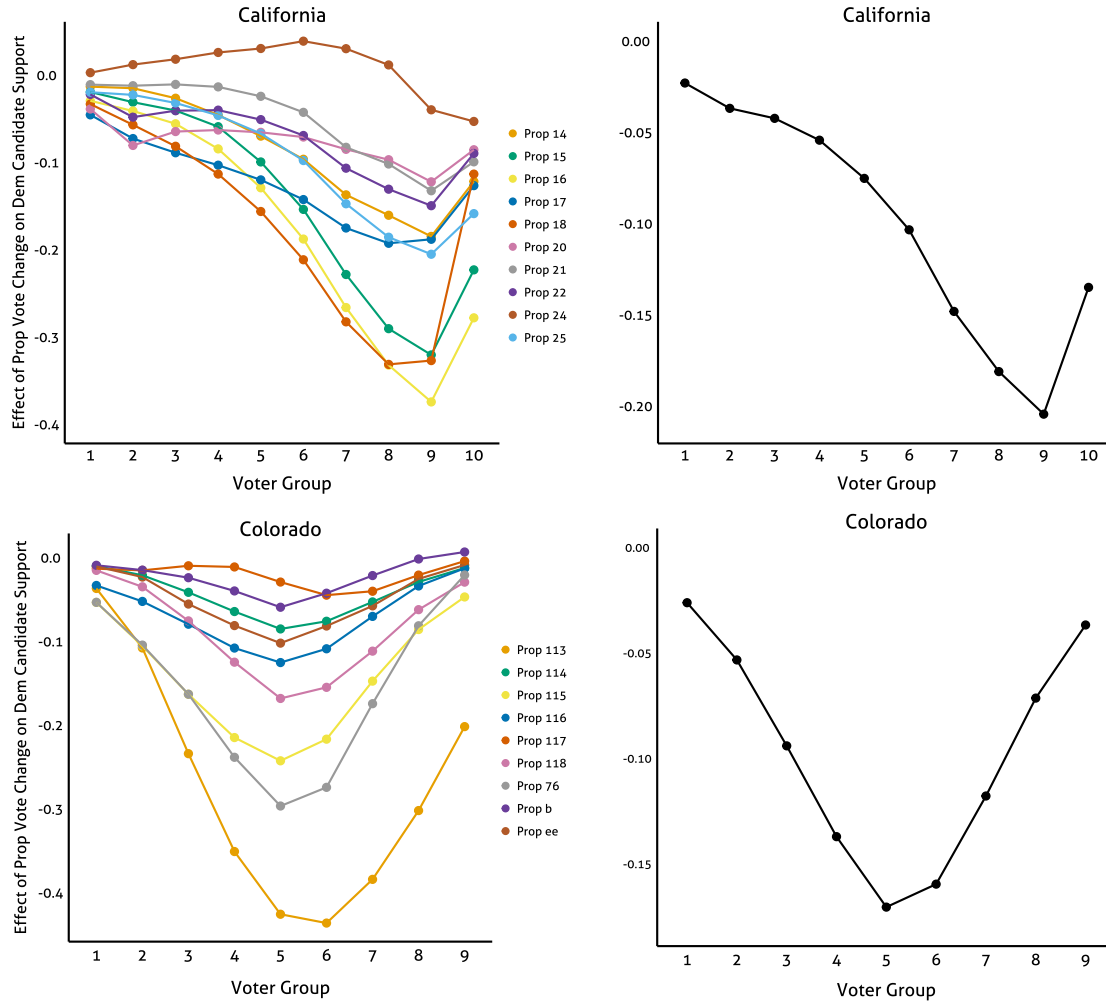 California
Effect of Prop Vote Change on Dem Candidate Support
0.0
-0.1
-0.2
-0.3
-0.4
1 2 3 4 5 6 7 8 9 10
Voter Group
Prop 14
Prop 15
Prop 16
Prop 17
Prop 18
Prop 20
Prop 21
Prop 22
Prop 24
Prop 25
California
0.00
-0.05
-0.10
-0.15
-0.20
1 2 3 4 5 6 7 8 9 10
Voter Group
Colorado
Effect of Prop Vote Change on Dem Candidate Support
0.0
-0.1
-0.2
-0.3
-0.4
1 2 3 4 5 6 7 8 9
Voter Group
Prop 113
Prop 114
Prop 115
Prop 116
Prop 117
Prop 118
Prop 76
Prop b
Prop ee
Colorado
0.00
-0.05
-0.10
-0.15
1 2 3 4 5 6 7 8 9
Voter Group